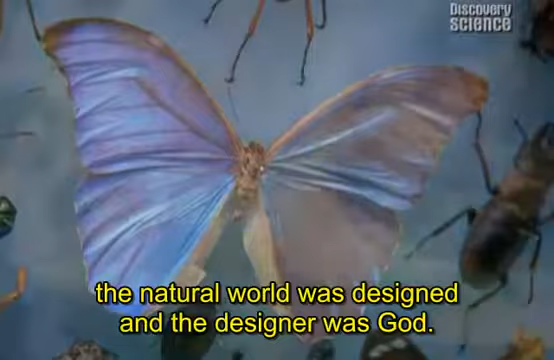 Discovery
SCIENCE
the natural world was designed
and the designer was God.